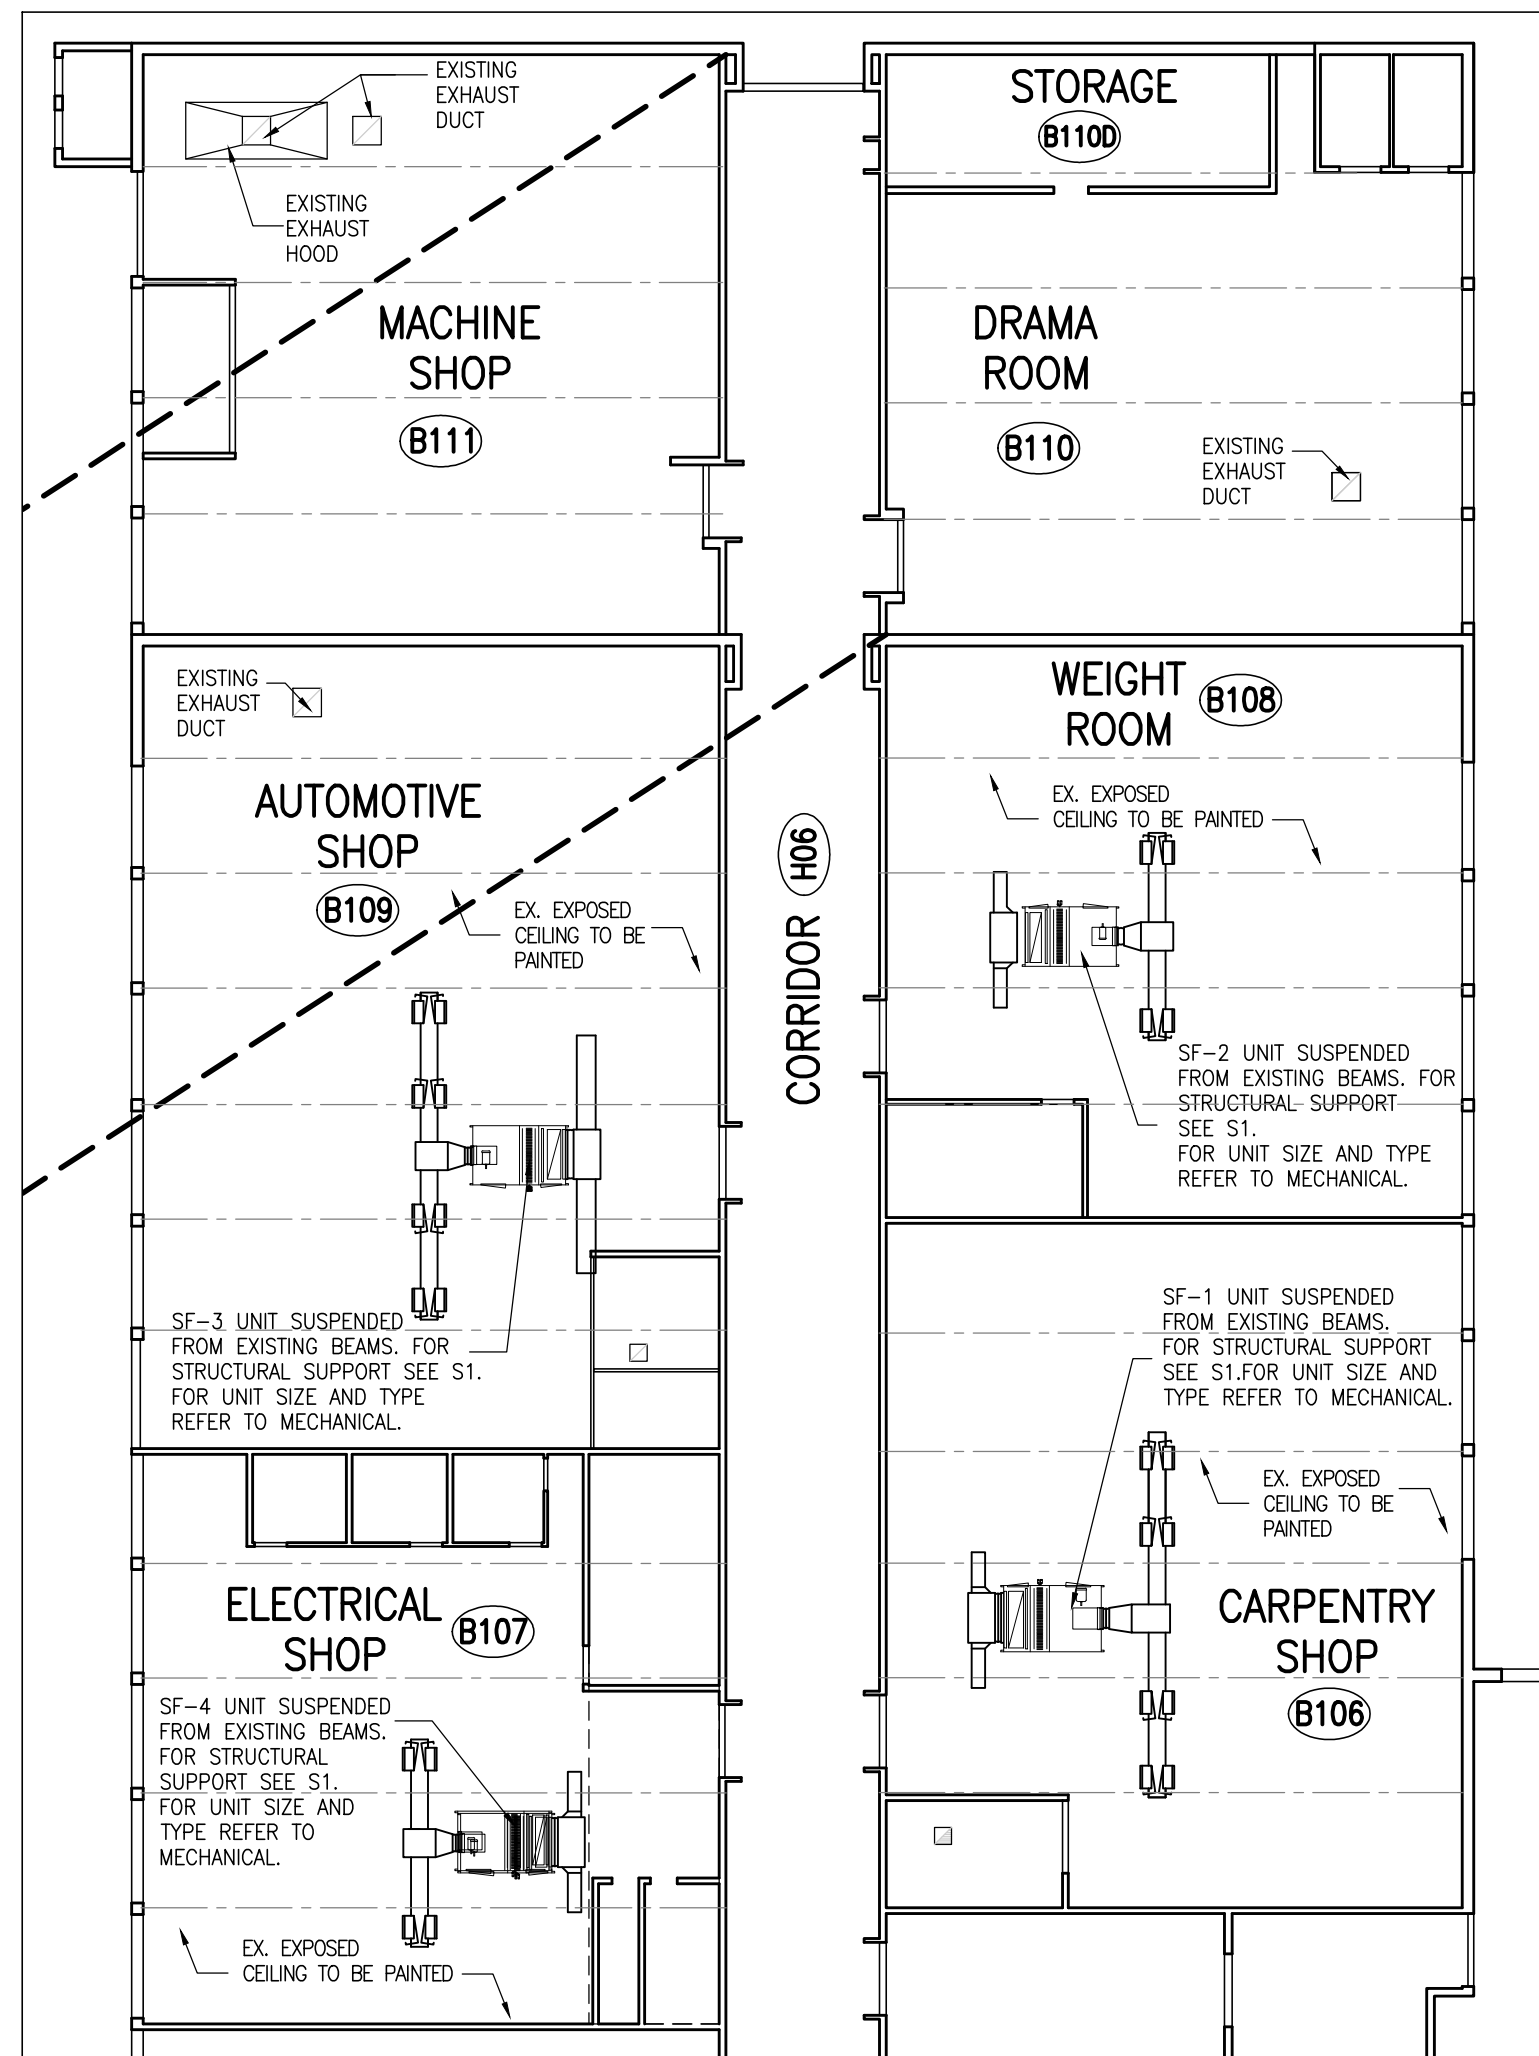 EXISTING
EXHAUST
DUCT
EXISTING
EXHAUST
HOOD
MACHINE
SHOP
B111
STORAGE
B110D
DRAMA
ROOM
B110
EXISTING
EXHAUST
DUCT
EXISTING
EXHAUST
DUCT
AUTOMOTIVE
SHOP
B109
EX. EXPOSED
CEILING TO BE
PAINTED
CORRIDOR H06
WEIGHT
ROOM
B108
EX. EXPOSED
CEILING TO BE PAINTED
SF-2 UNIT SUSPENDED
FROM EXISTING BEAMS. FOR
STRUCTURAL SUPPORT
SEE S1.
FOR UNIT SIZE AND TYPE
REFER TO MECHANICAL.
SF-3 UNIT SUSPENDED
FROM EXISTING BEAMS. FOR
STRUCTURAL SUPPORT SEE S1.
FOR UNIT SIZE AND TYPE
REFER TO MECHANICAL.
SF-1 UNIT SUSPENDED
FROM EXISTING BEAMS.
FOR STRUCTURAL SUPPORT
SEE S1.FOR UNIT SIZE AND
TYPE REFER TO MECHANICAL.
EX. EXPOSED
CEILING TO BE
PAINTED
CARPENTRY
SHOP
B106
ELECTRICAL
SHOP
B107
SF-4 UNIT SUSPENDED
FROM EXISTING BEAMS.
FOR STRUCTURAL
SUPPORT SEE S1.
FOR UNIT SIZE AND
TYPE REFER TO
MECHANICAL.
EX. EXPOSED
CEILING TO BE PAINTED